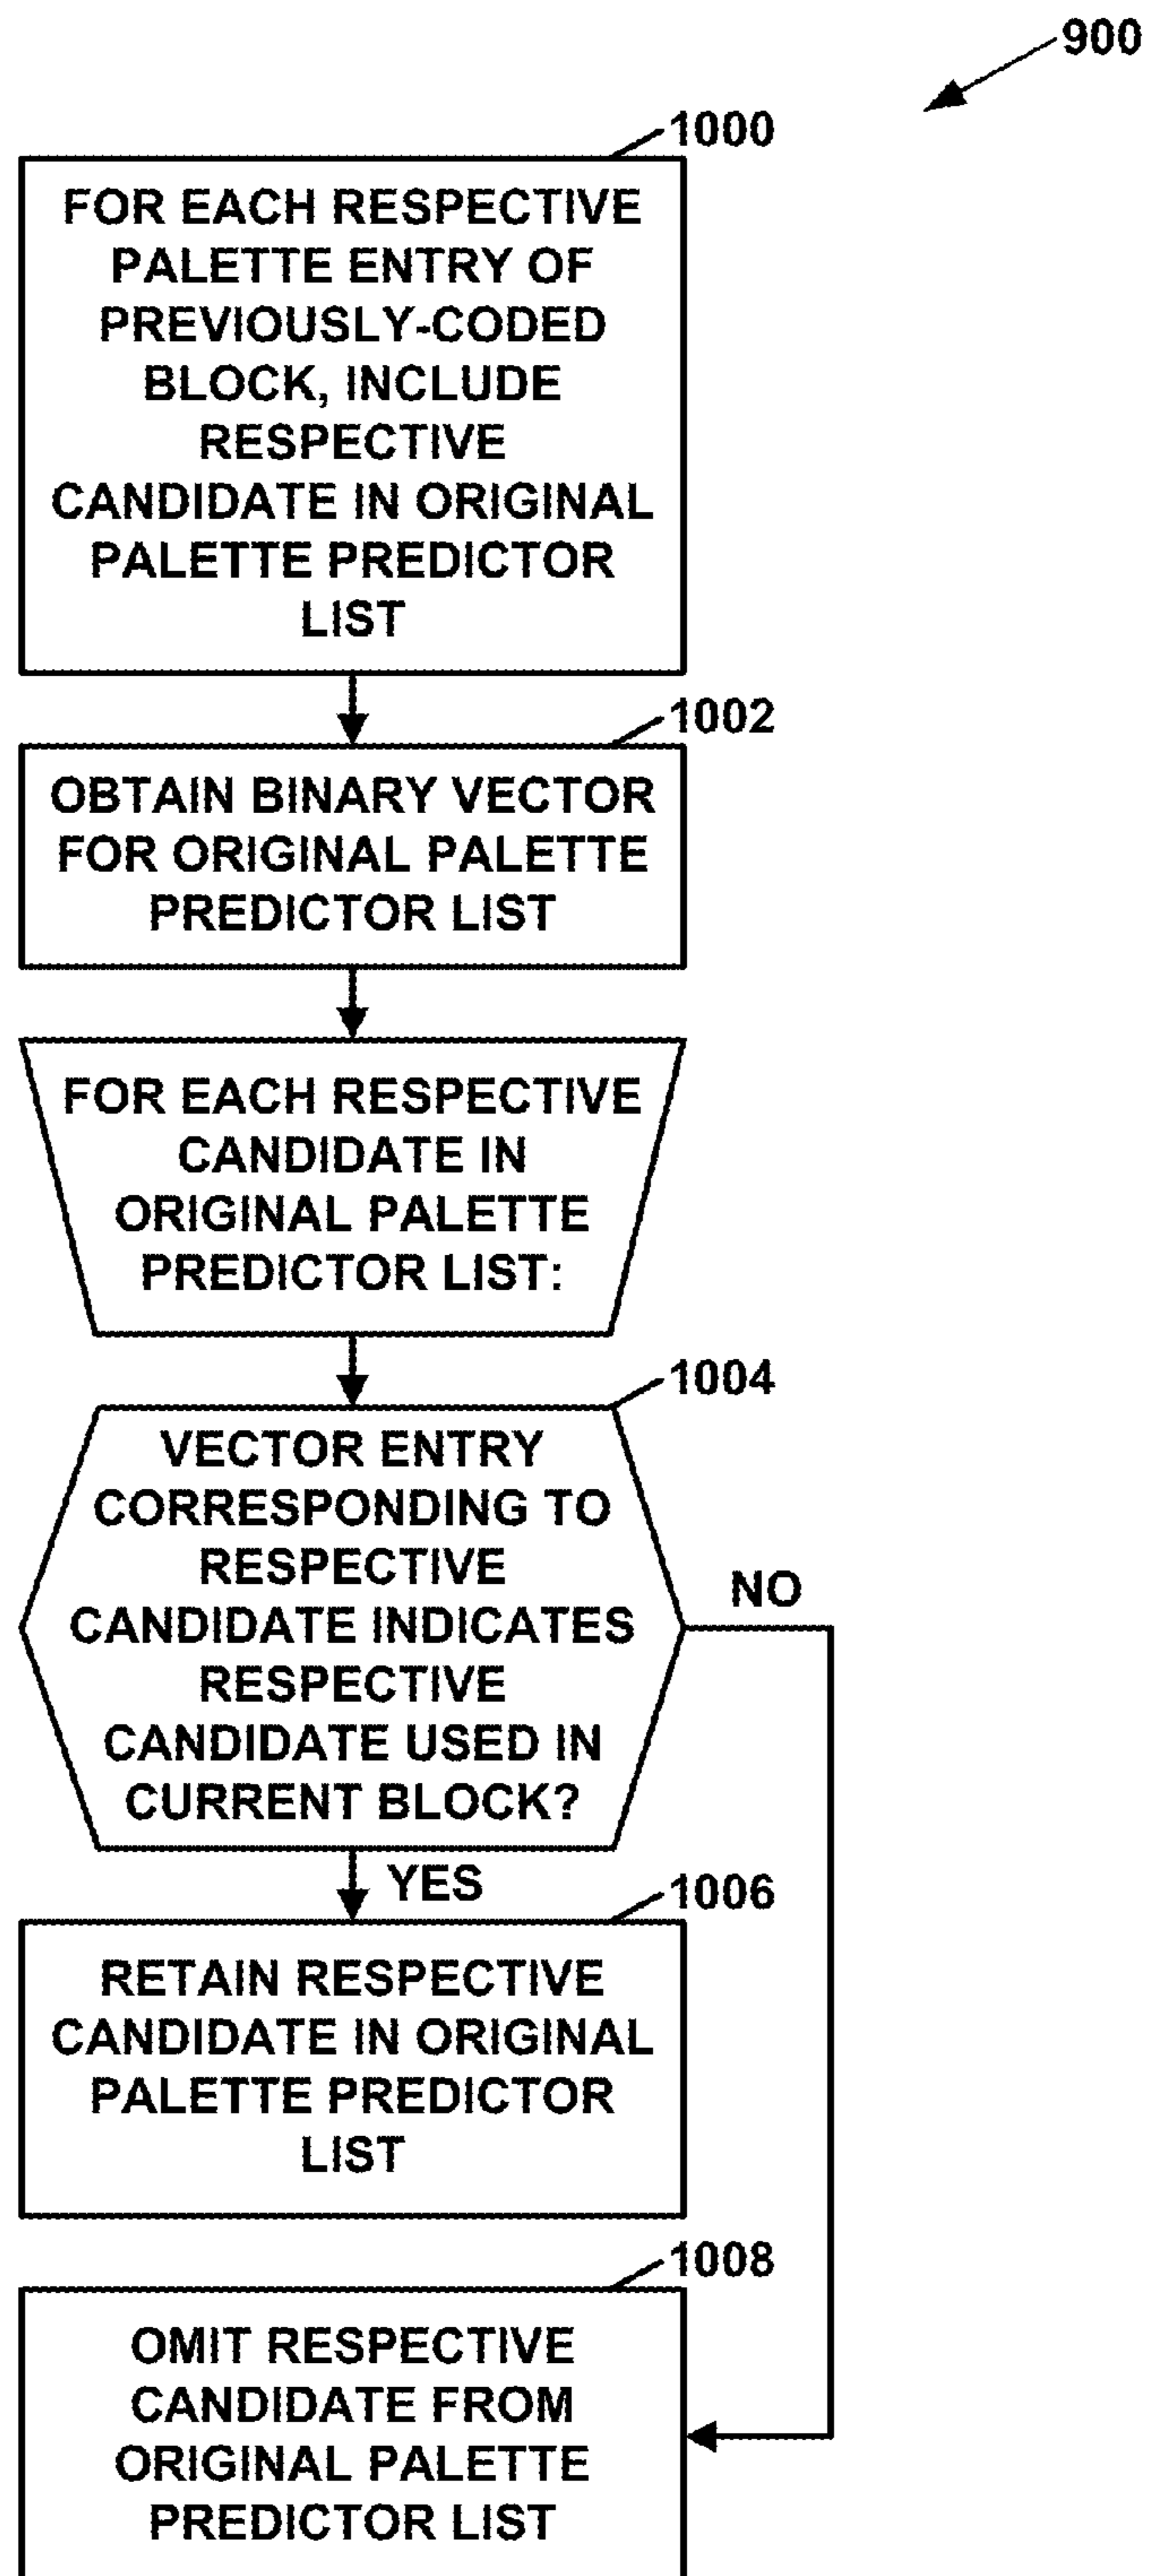 900
1000
FOR EACH RESPECTIVE
PALETTE ENTRY OF
PREVIOUSLY-CODED
BLOCK, INCLUDE
RESPECTIVE
CANDIDATE IN ORIGINAL
PALETTE PREDICTOR
LIST
1002
OBTAIN BINARY VECTOR
FOR ORIGINAL PALETTE
PREDICTOR LIST
FOR EACH RESPECTIVE
CANDIDATE IN
ORIGINAL PALETTE
PREDICTOR LIST:
1004
VECTOR ENTRY
CORRESPONDING TO
RESPECTIVE
CANDIDATE INDICATES
RESPECTIVE
CANDIDATE USED IN
CURRENT BLOCK?
NO
YES
1006
RETAIN RESPECTIVE
CANDIDATE IN ORIGINAL
PALETTE PREDICTOR
LIST
1008
OMIT RESPECTIVE
CANDIDATE FROM
ORIGINAL PALETTE
PREDICTOR LIST